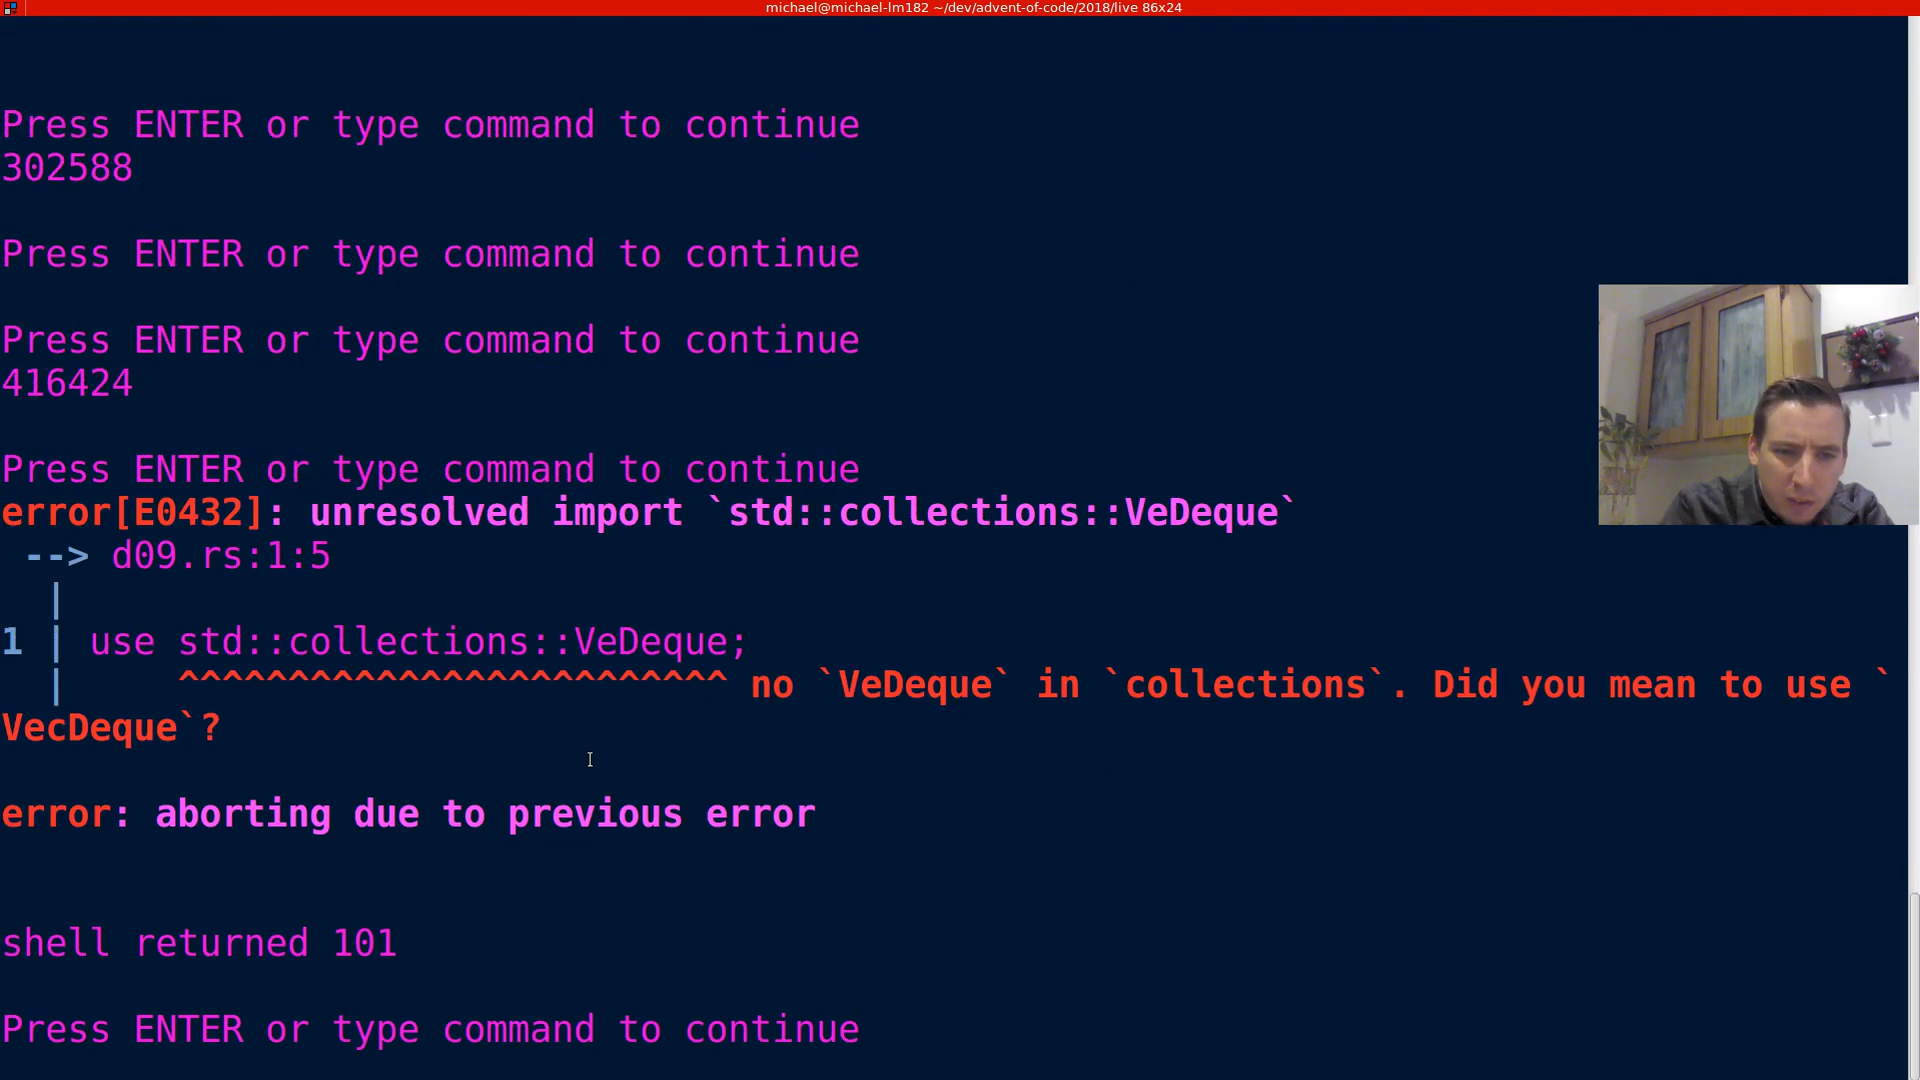 michael@michael-lm182 ~/dev/advent-of-code/2018/live 86x24
Press ENTER or type command to continue
302588
Press ENTER or type command to continue
Press ENTER or type command to continue
416424
Press ENTER or type command to continue
error[E0432]: unresolved import `std::collections::VeDeque`
 --> d09.rs:1:5
  |
1 | use std::collections::VeDeque;
  |     ^^^^^^^^^^^^^^^^^^^^^^^^^ no `VeDeque` in `collections`. Did you mean to use `
VecDeque`?
error: aborting due to previous error
shell returned 101
Press ENTER or type command to continue